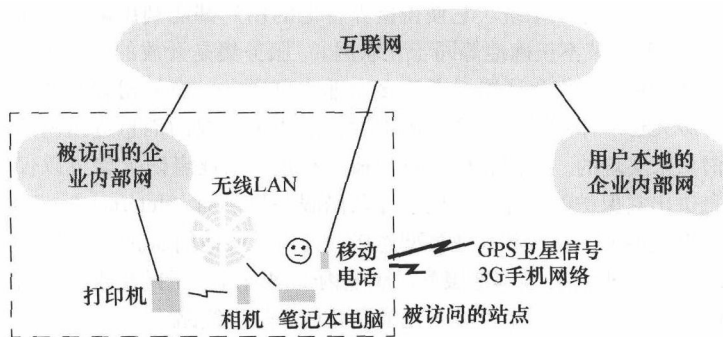 互联网
被访问的企
业内部网
用户本地的
企业内部网
无线LAN
移动
电话
GPS卫星信号
3G手机网络
打印机
相机
笔记本电脑
被访问的站点